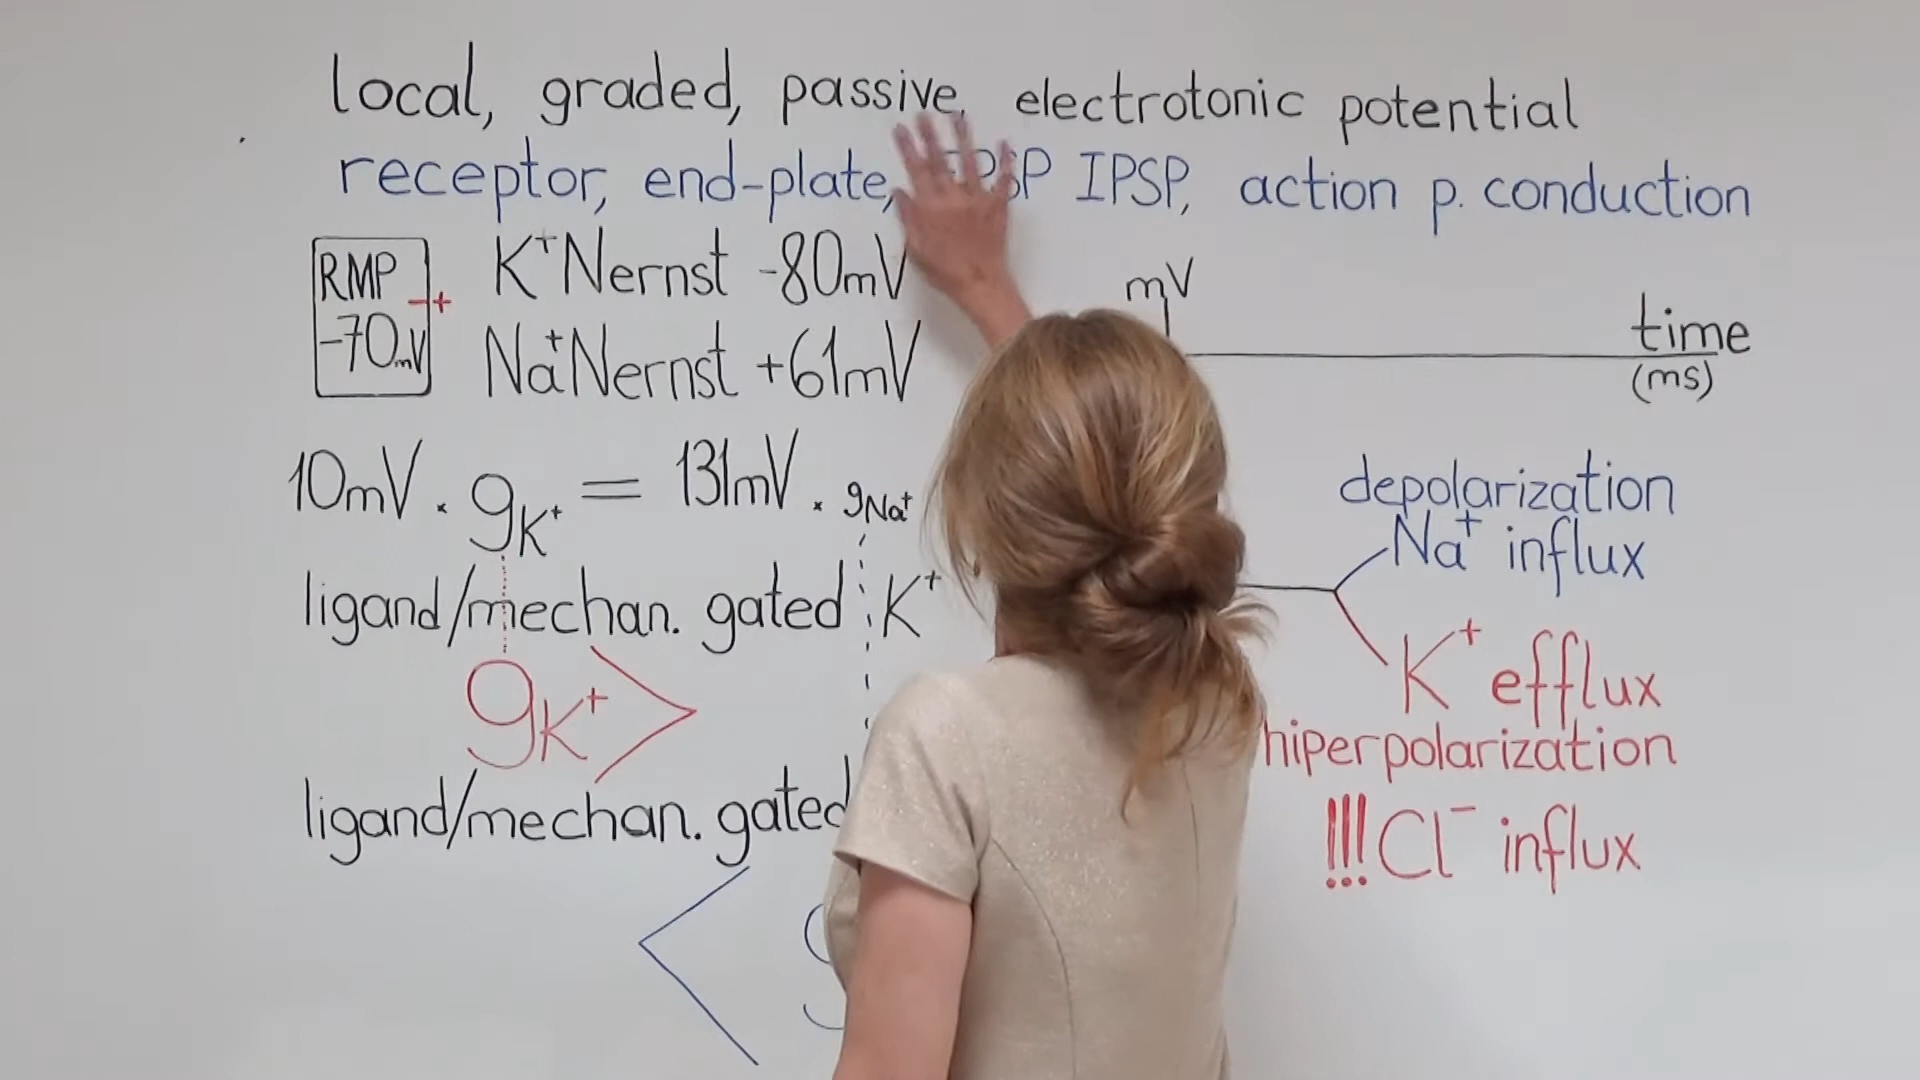 local, graded, passive, electrotonic potential
receptor, end-plate, EPSP IPSP, action p. conduction
RMP
-70mV
- +
K⁺Nernst -80mV
Na⁺Nernst +61mV
mV
time
(ms)
10mV . gK⁺ = 131mV . gNa⁺
ligand/mechan. gated K⁺
gK⁺ >
ligand/mechan. gated
<
depolarization
Na⁺ influx
K⁺ efflux
hiperpolarization
!!! Cl⁻ influx